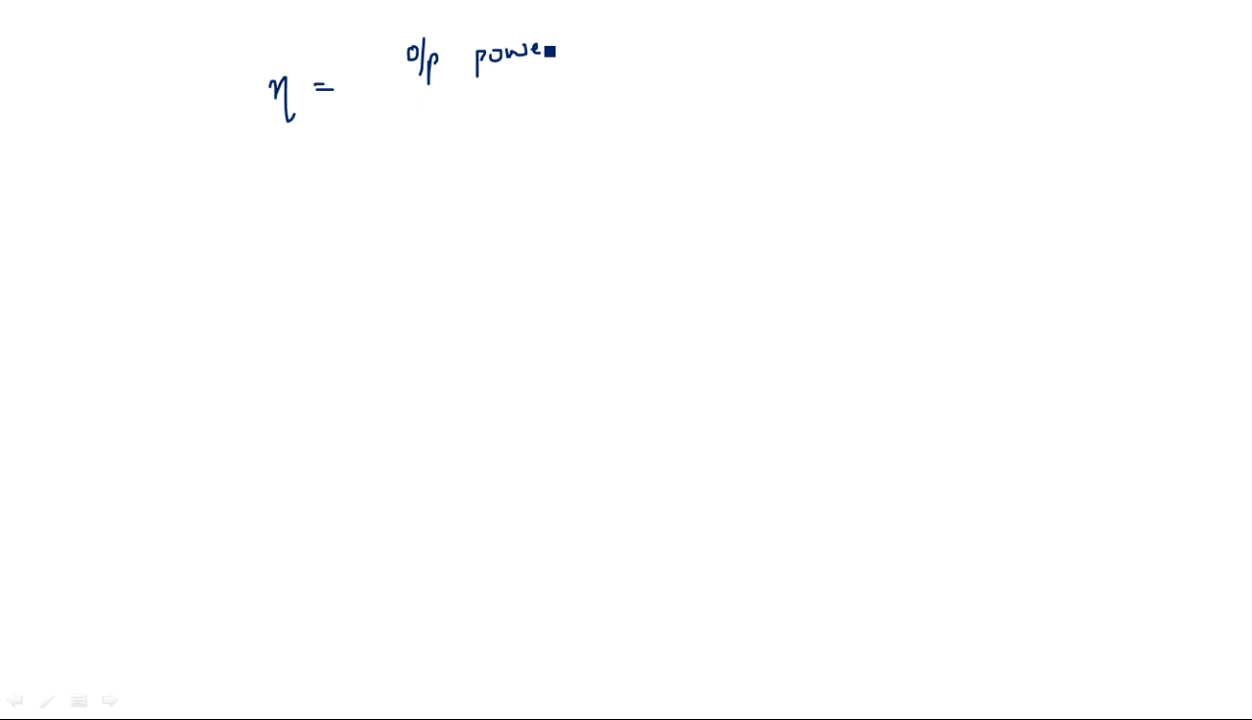 η = o/p powe